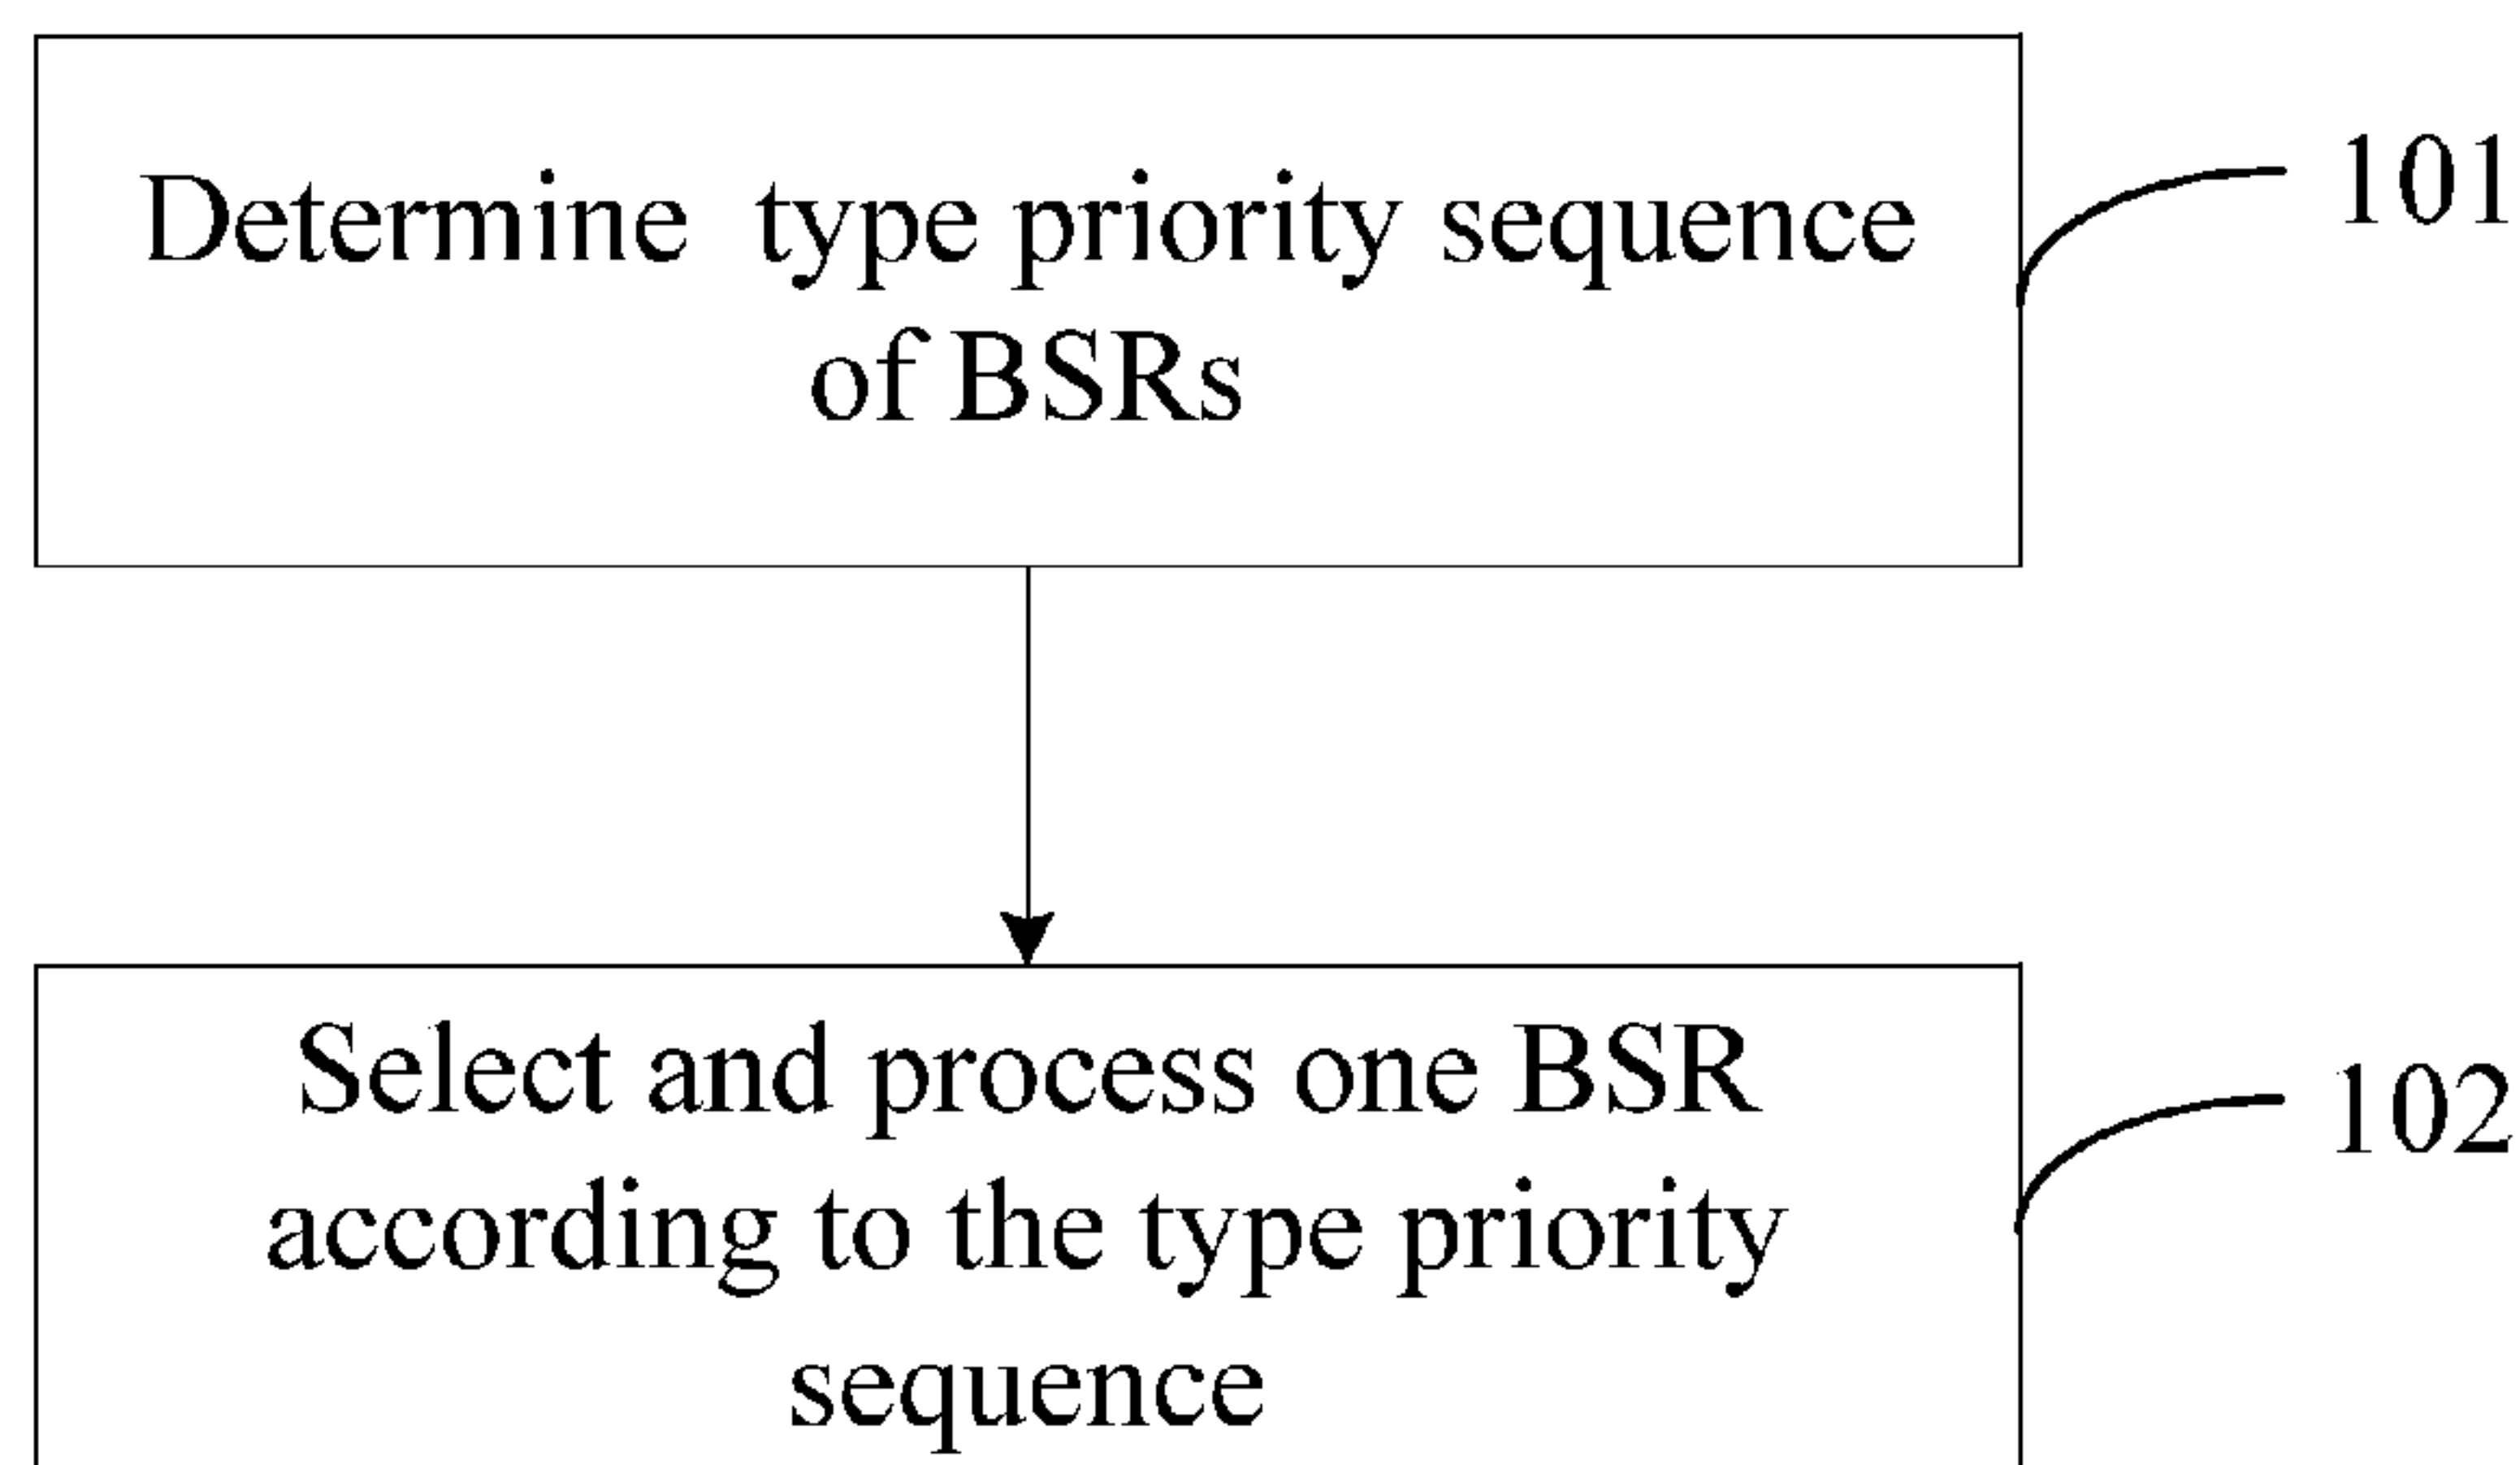 Determine type priority sequence
of BSRs
101
Select and process one BSR
according to the type priority
sequence
102